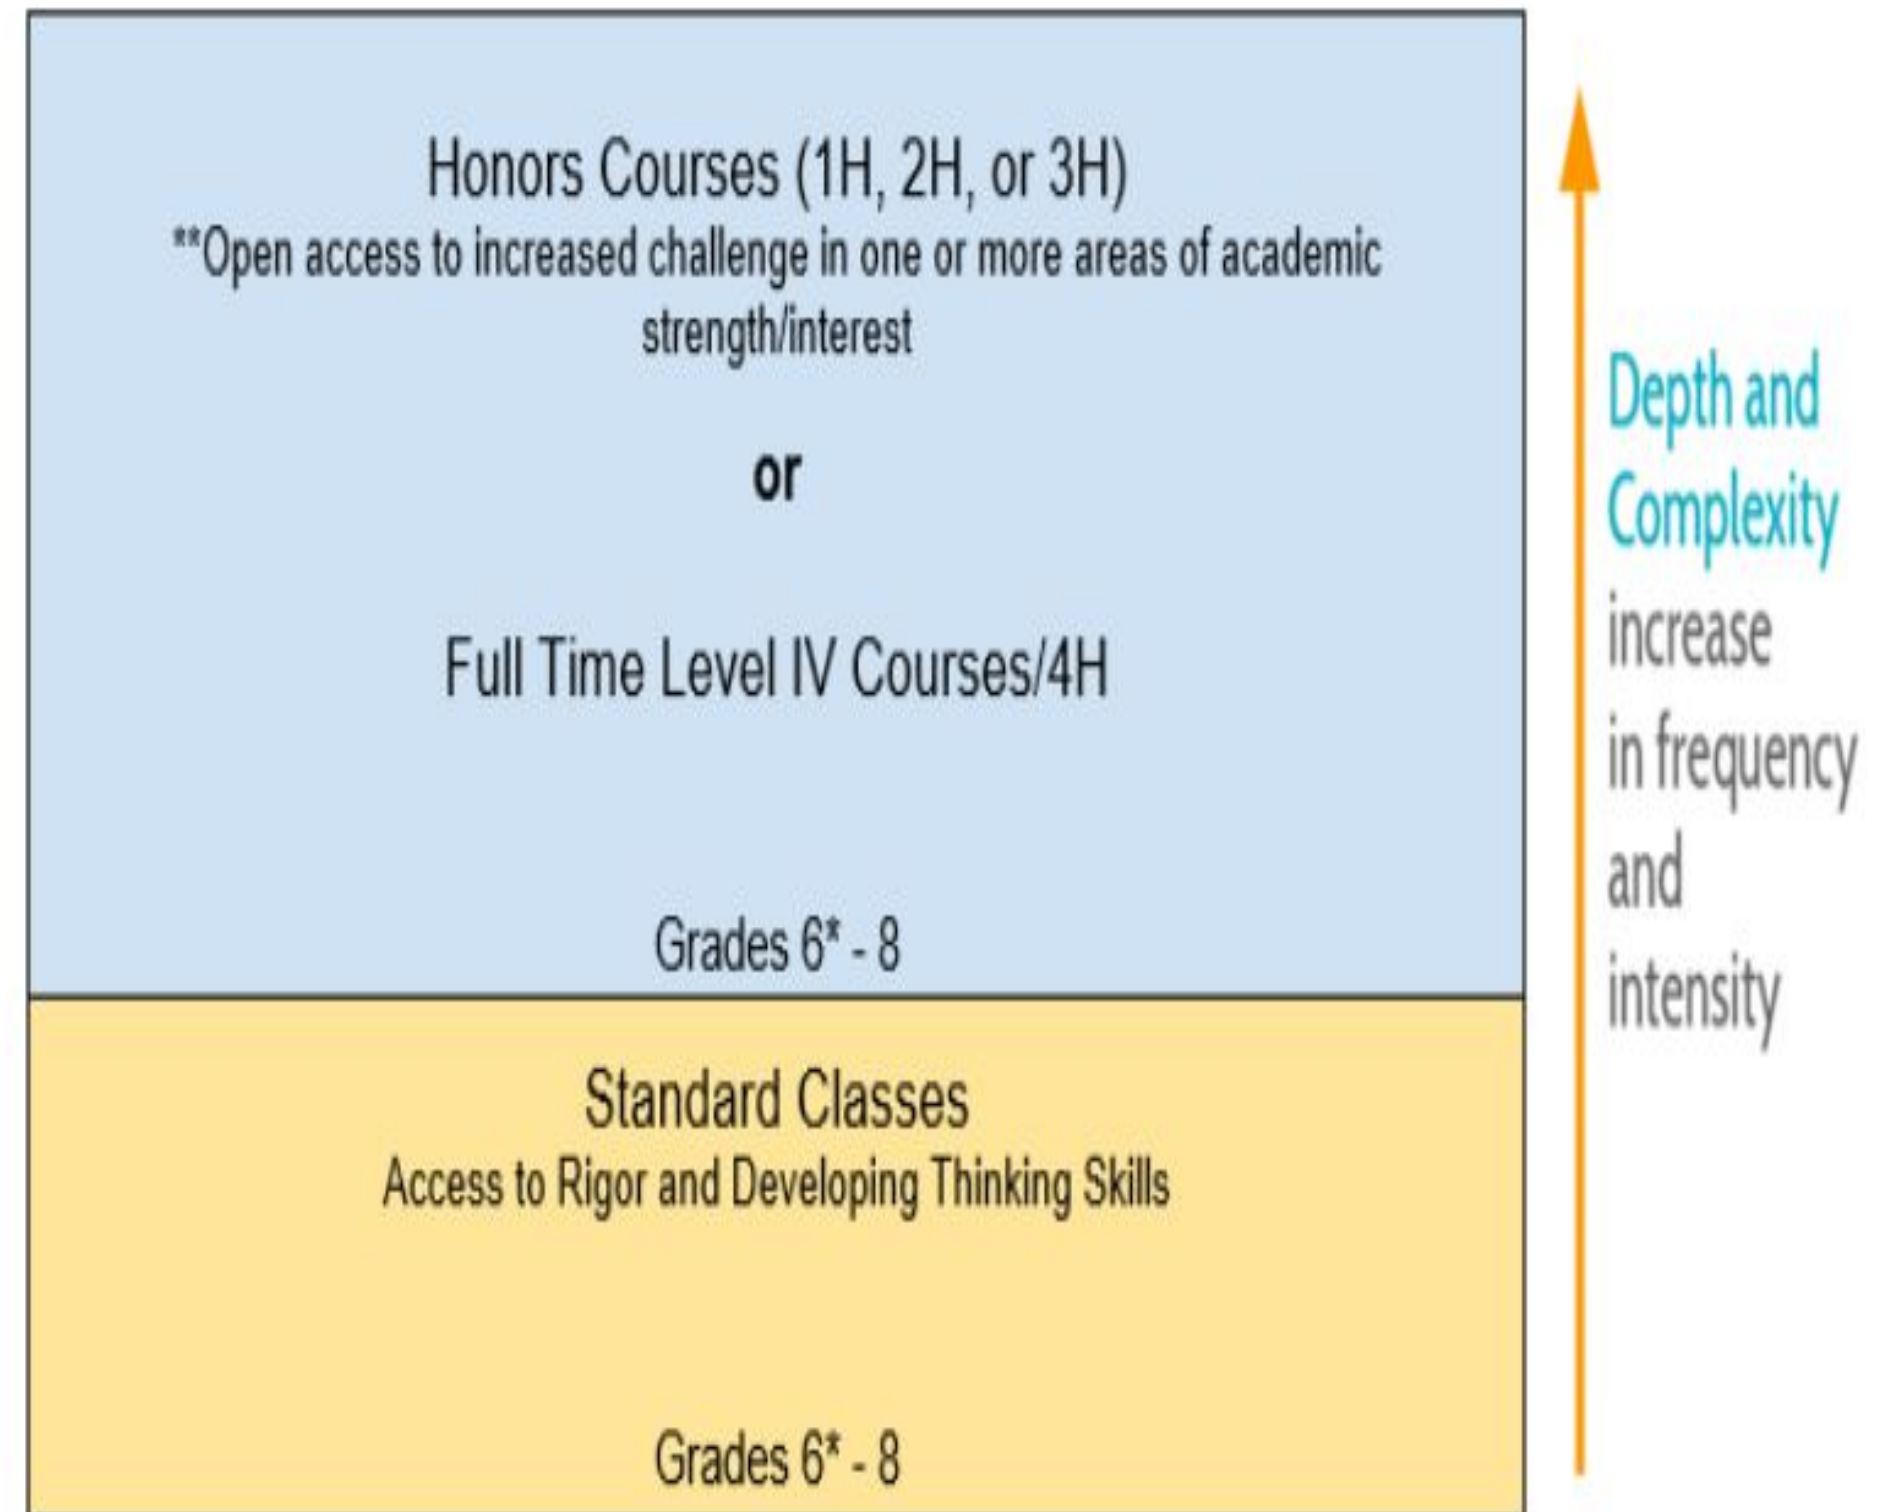 Honors Courses (1H, 2H, or 3H)
**Open access to increased challenge in one or more areas of academic
strength/interest
or
Full Time Level IV Courses/4H
Grades 6* - 8
Standard Classes
Access to Rigor and Developing Thinking Skills
Grades 6* - 8
Depth and
Complexity
increase
in frequency
and
intensity